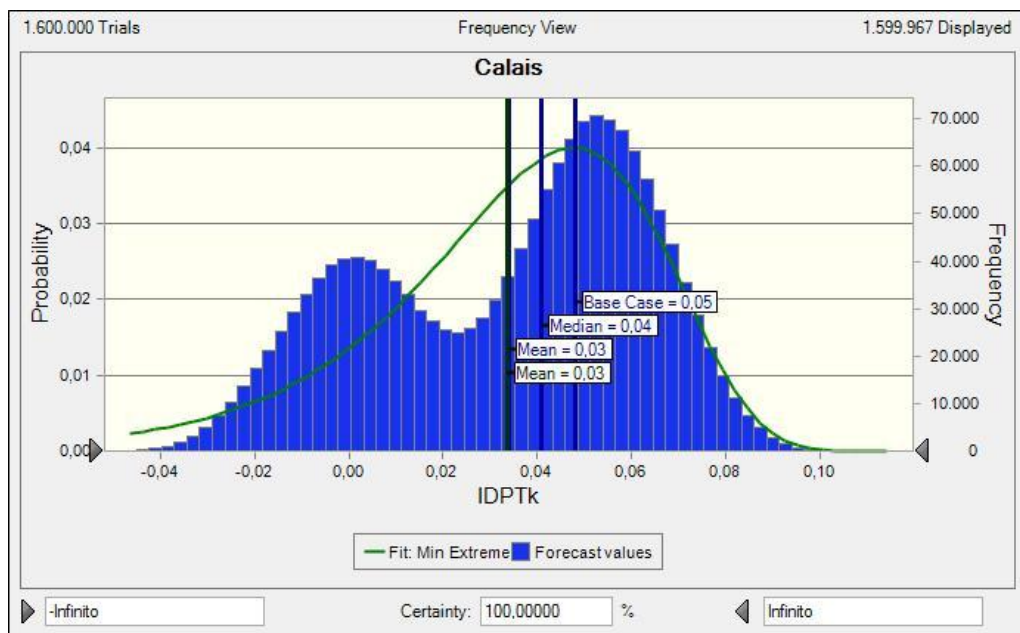 1.600.000 Trials Frequency View 1.599.967 Displayed
Calais
Probability
0,04
0,03
0,02
0,01
0,00
70.000
60.000
50.000
40.000
30.000
20.000
10.000
0
Frequency
Base Case = 0,05
Median = 0,04
Mean = 0,03
Mean = 0,03
-0,04 -0,02 0,00 0,02 0,04 0,06 0,08 0,10
IDPTk
Fit: Min Extreme Forecast values
-Infinito Certainty: 100,00000 % Infinito